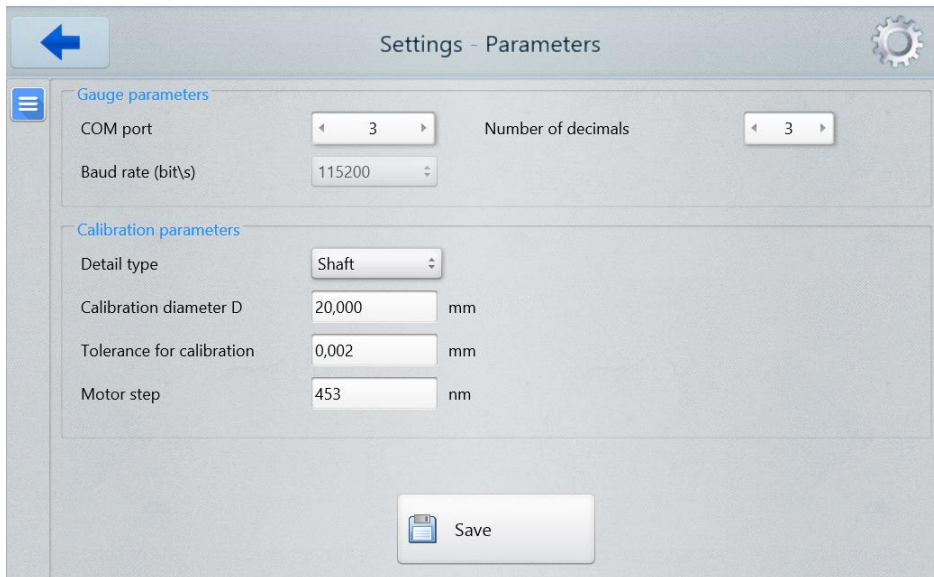 Settings - Parameters
Gauge parameters
COM port 3 Number of decimals 3
Baud rate (bit\s) 115200
Calibration parameters
Detail type Shaft
Calibration diameter D 20,000 mm
Tolerance for calibration 0,002 mm
Motor step 453 nm
Save